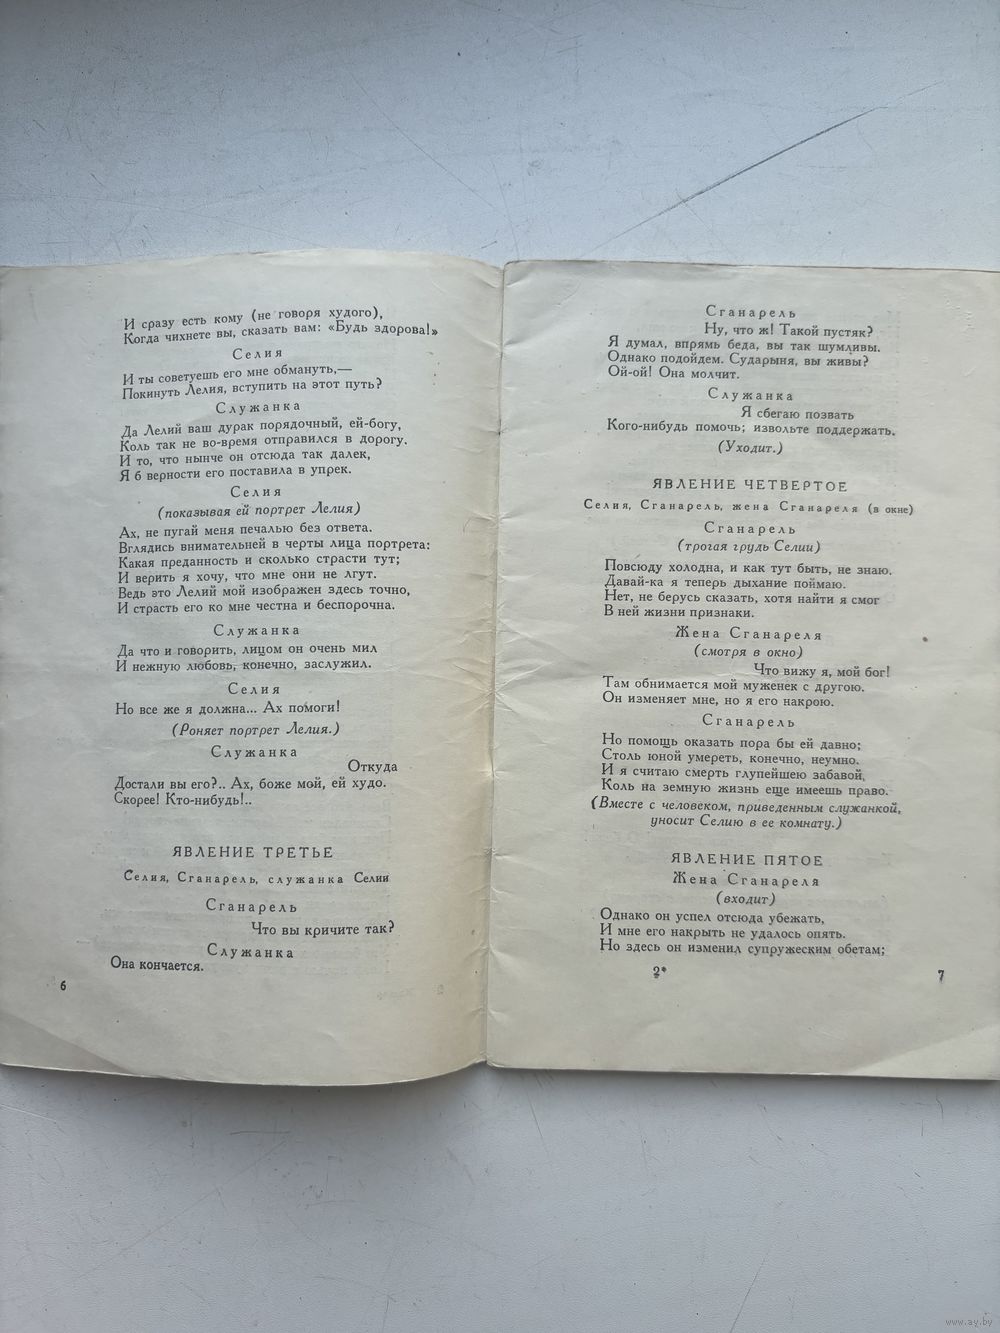 И сразу есть кому (не говоря худого),
Когда чихнете вы, сказать вам: «Будь здорова!»
Селия
И ты советуешь его мне обмануть,—
Покинуть Лелия, вступить на этот путь?
Служанка
Да Лелий ваш дурак порядочный, ей-богу,
Коль так не во-время отправился в дорогу.
И то, что нынче он отсюда так далек,
Я б верности его поставила в упрек.
Селия
(показывая ей портрет Лелия)
Ах, не пугай меня печалью без ответа.
Вглядись внимательней в черты лица портрета:
Какая преданность и сколько страсти тут;
И верить я хочу, что мне они не лгут.
Ведь это Лелий мой изображен здесь точно,
И страсть его ко мне честна и беспорочна.
Служанка
Да что и говорить, лицом он очень мил
И нежную любовь, конечно, заслужил.
Селия
Но все же я должна... Ах помоги!
(Роняет портрет Лелия.)
Служанка
Откуда
Достали вы его?.. Ах, боже мой, ей худо.
Скорее! Кто-нибудь!..
ЯВЛЕНИЕ ТРЕТЬЕ
Селия, Сганарель, служанка Селии
Сганарель
Что вы кричите так?
Служанка
Она кончается.
6
Сганарель
Ну, что ж! Такой пустяк?
Я думал, впрямь беда, вы так шумливы.
Однако подойдем. Сударыня, вы живы?
Ой-ой! Она молчит.
Служанка
Я сбегаю позвать
Кого-нибудь помочь; извольте поддержать.
(Уходит.)
ЯВЛЕНИЕ ЧЕТВЕРТОЕ
Селия, Сганарель, жена Сганареля (в окне)
Сганарель
(трогая грудь Селии)
Повсюду холодна, и как тут быть, не знаю.
Давай-ка я теперь дыхание поймаю.
Нет, не берусь сказать, хотя найти я смог
В ней жизни признаки.
Жена Сганареля
(смотря в окно)
Что вижу я, мой бог!
Там обнимается мой муженек с другою.
Он изменяет мне, но я его накрою.
Сганарель
Но помощь оказать пора бы ей давно;
Столь юной умереть, конечно, неумно.
И я считаю смерть глупейшею забавой,
Коль на земную жизнь еще имеешь право.
(Вместе с человеком, приведенным служанкой,
уносит Селию в ее комнату.)
ЯВЛЕНИЕ ПЯТОЕ
Жена Сганареля
(входит)
Однако он успел отсюда убежать,
И мне его накрыть не удалось опять.
Но здесь он изменил супружеским обетам;
2*
7
www.ay.by